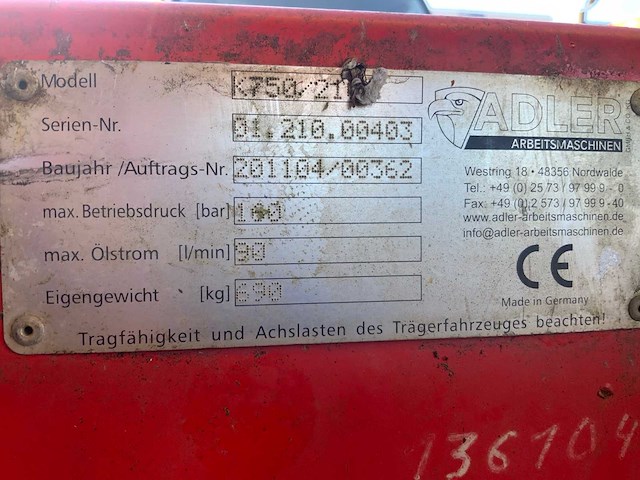 Modell
Serien-Nr. 01.210.00403
Baujahr /Auftrags-Nr. 201104/00362
max. Betriebsdruck [bar]
max. Ölstrom [l/min] 90
Eigengewicht [kg] 690
Tragfähigkeit und Achslasten des Trägerfahrzeuges beachten!
ADLER
ARBEITSMASCHINEN
Westring 18 • 48356 Nordwalde
Tel.: +49 (0) 25 73 / 97 99 9 - 0
Fax: +49 (0) 2 573 / 97 99 9 - 40
www.adler-arbeitsmaschinen.de
info@adler-arbeitsmaschinen.de
CE
Made in Germany
136104